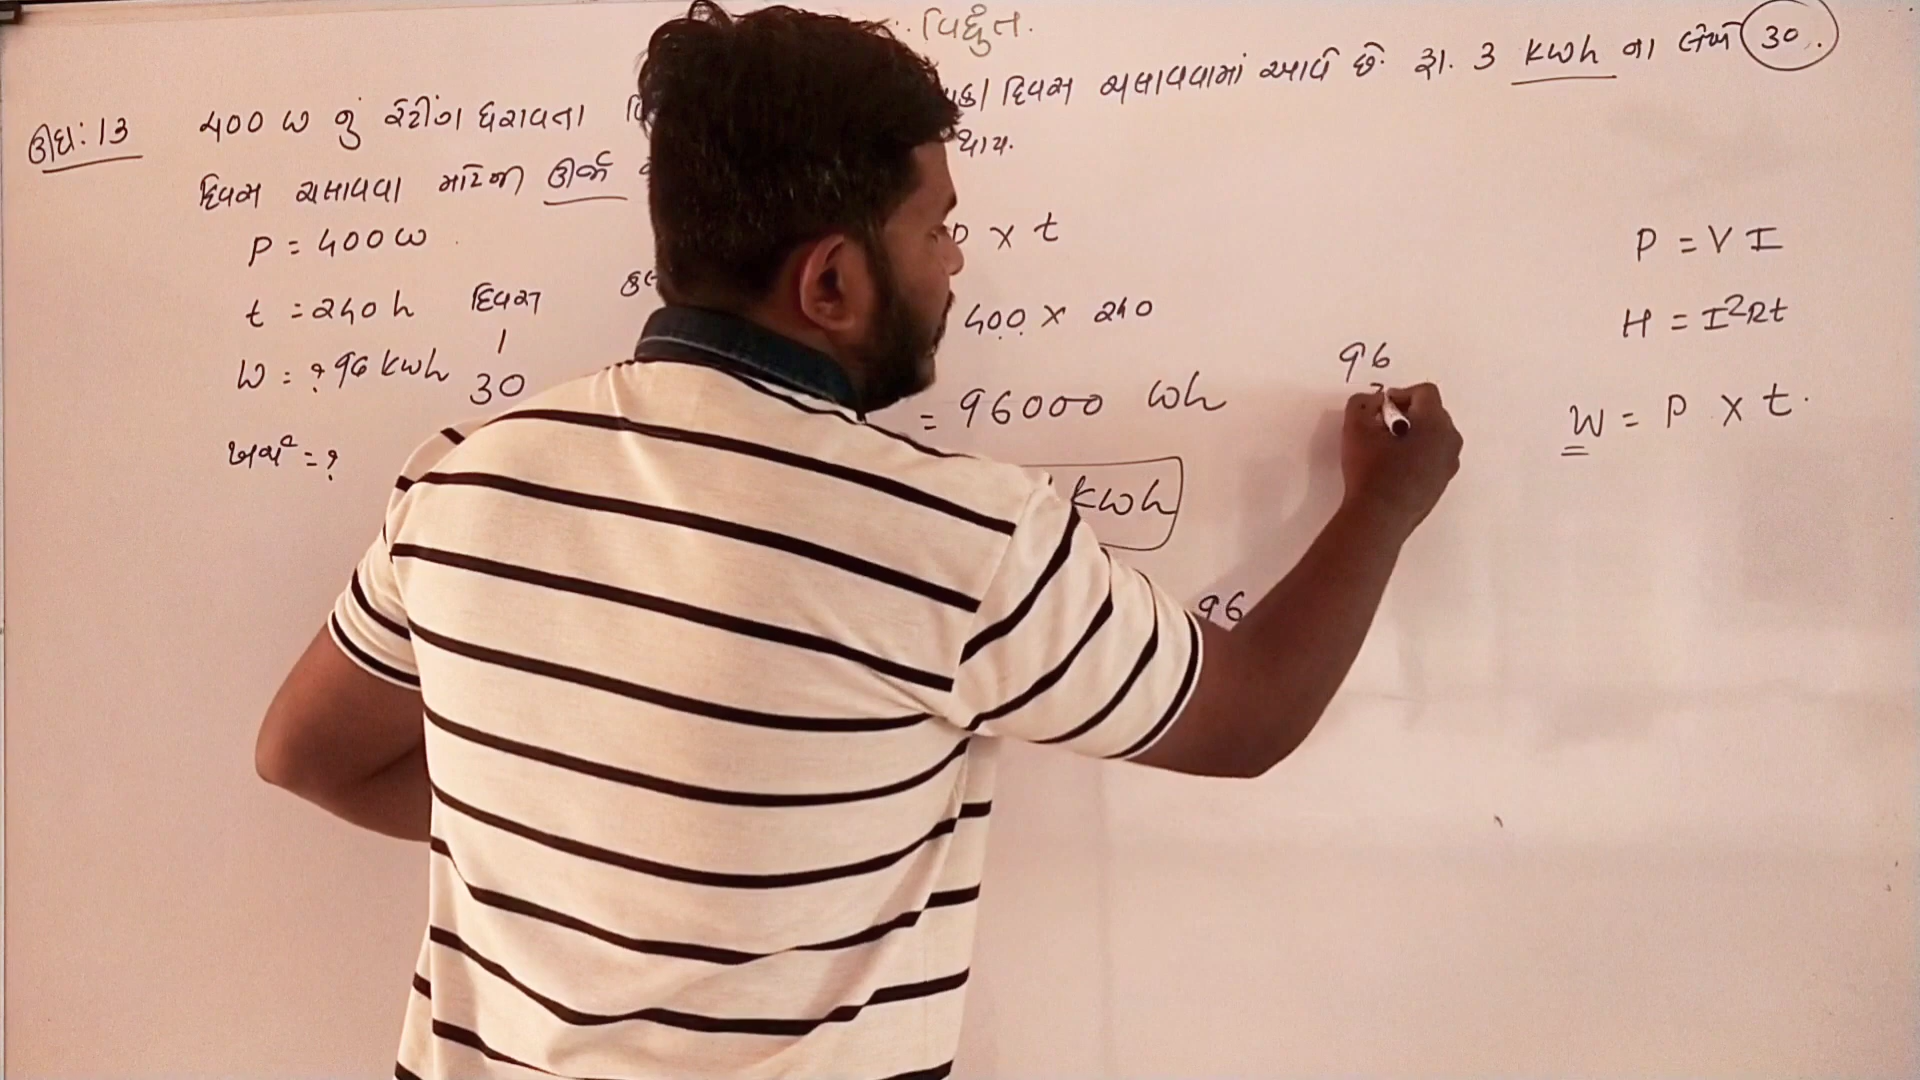 વિદ્યુત.
ઊદા: 13 400 W નું રેટીંગ ધરાવતા દિવસ ચલાવવામાં આવે છે. રૂા. 3 kwh ના લેખે 30.
દિવસ ચલાવવા માટેની ઊર્જા થાય.
P = 400 W
t = 240 h દિવસ
W = ? 96 kwh 1
30
ખર્ચ = ?
P x t
400 x 240
= 96000 Wh
kwh
96
96
P = V I
H = I²Rt
W = P x t.